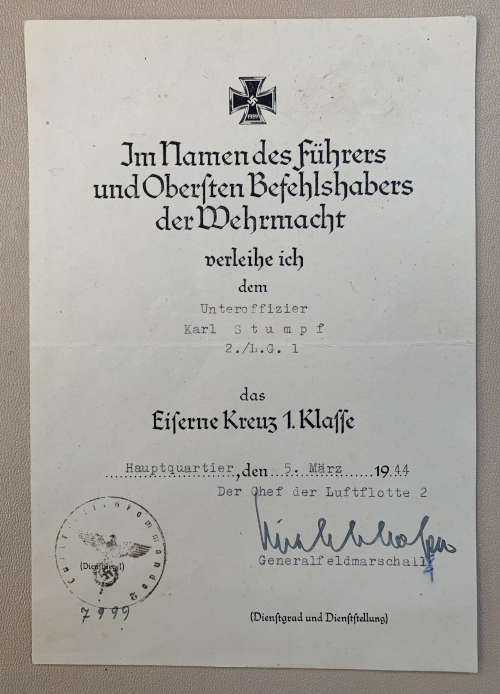 1939
Im Namen des Führers
und Obersten Befehlshabers
der Wehrmacht
verleihe ich
dem
Unteroffizier
Karl Stumpf
2./L.G. 1
das
Eiserne Kreuz 1. Klasse
Hauptquartier, den 5. März 1944
Der Chef der Luftflotte 2
Generalfeldmarschall
(Dienstsiegel)
7999
(Dienstgrad und Dienststellung)